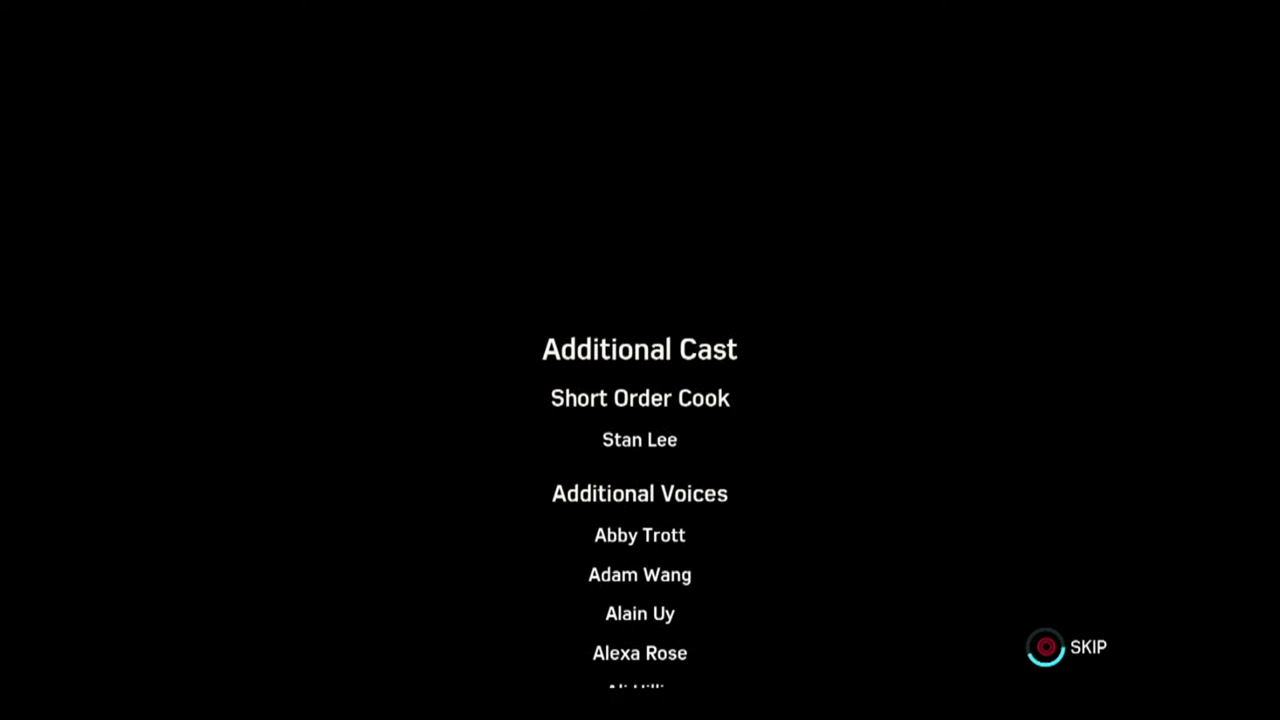 Additional Cast
Short Order Cook
Stan Lee
Additional Voices
Abby Trott
Adam Wang
Alain Uy
Alexa Rose
SKIP